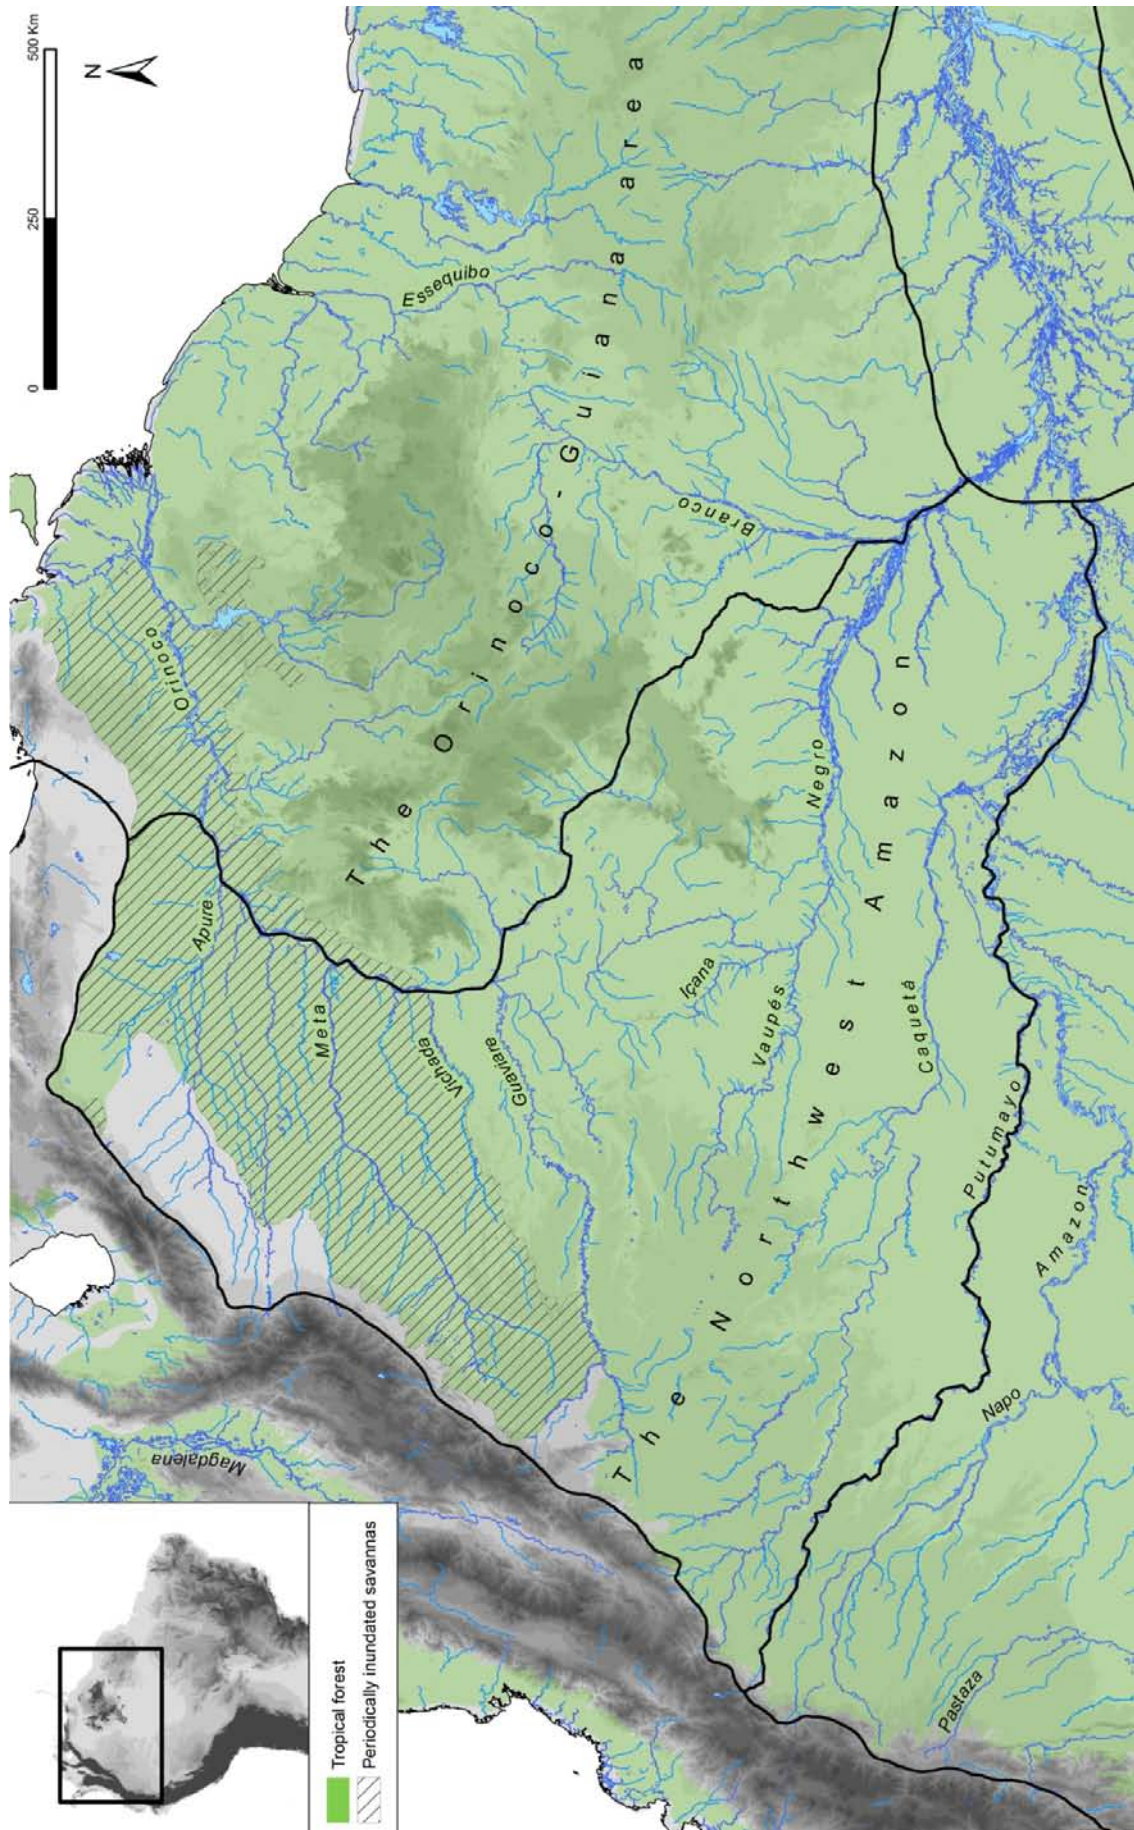 0
250
500 Km
N
Tropical forest
Periodically inundated savannas
Magdalena
Orinoco
Apure
Meta
Vichada
Guaviare
Essequibo
The Orinoco - Guiana area
Branco
Içana
Vaupés
Negro
The Northwest Amazon
Caquetá
Putumayo
Amazon
Napo
Pastaza